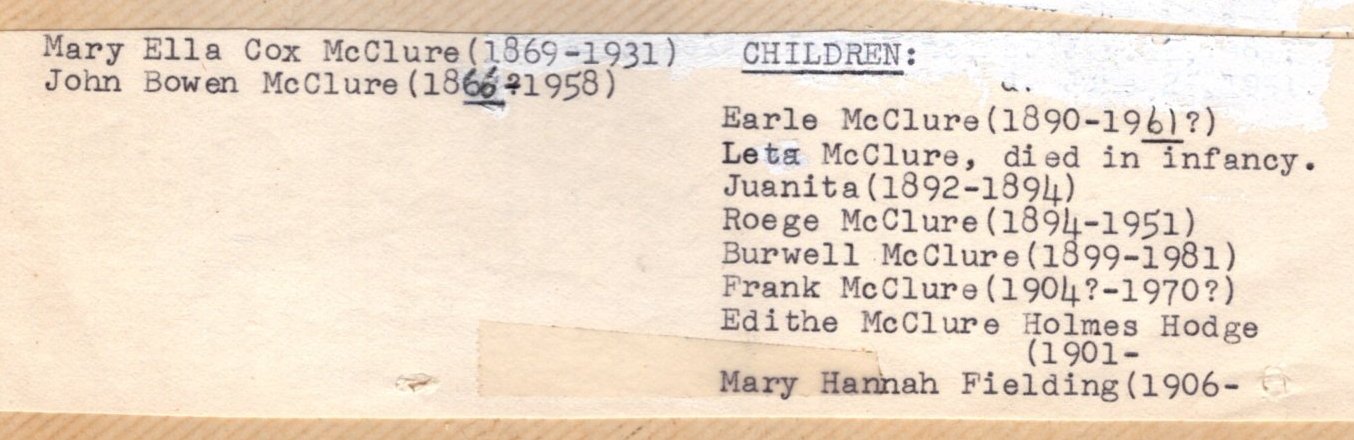 Mary Ella Cox McClure(1869-1931)
John Bowen McClure(1866?-1958)
CHILDREN:
Earle McClure(1890-1961?)
Leta McClure, died in infancy.
Juanita(1892-1894)
Roege McClure(1894-1951)
Burwell McClure(1899-1981)
Frank McClure(1904?-1970?)
Edithe McClure Holmes Hodge
(1901-
Mary Hannah Fielding(1906-